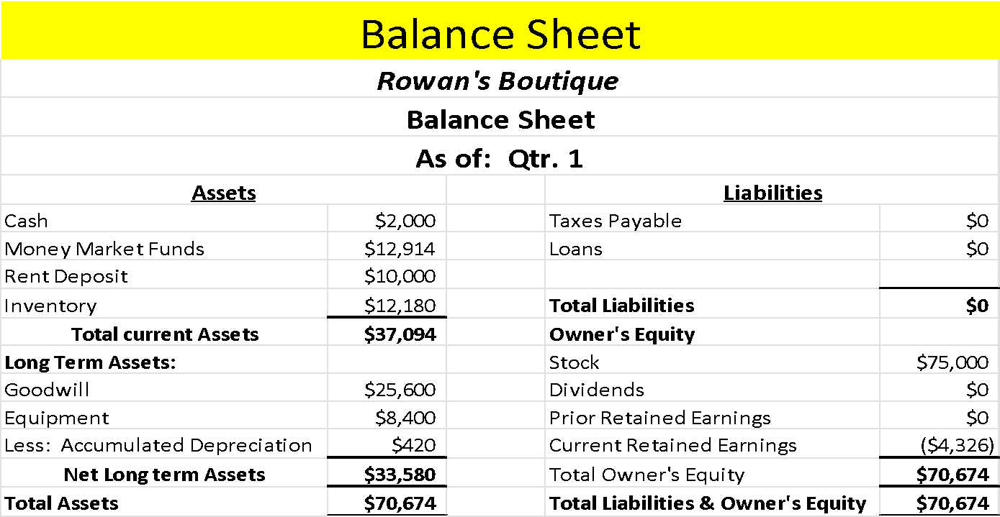 Balance Sheet
Rowan's Boutique
Balance Sheet
As of: Qtr. 1
Assets Liabilities
Cash $2,000 Taxes Payable $0
Money Market Funds $12,914 Loans $0
Rent Deposit $10,000
Inventory $12,180 Total Liabilities $0
Total current Assets $37,094 Owner's Equity
Long Term Assets: Stock $75,000
Goodwill $25,600 Dividends $0
Equipment $8,400 Prior Retained Earnings $0
Less: Accumulated Depreciation $420 Current Retained Earnings ($4,326)
Net Long term Assets $33,580 Total Owner's Equity $70,674
Total Assets $70,674 Total Liabilities & Owner's Equity $70,674